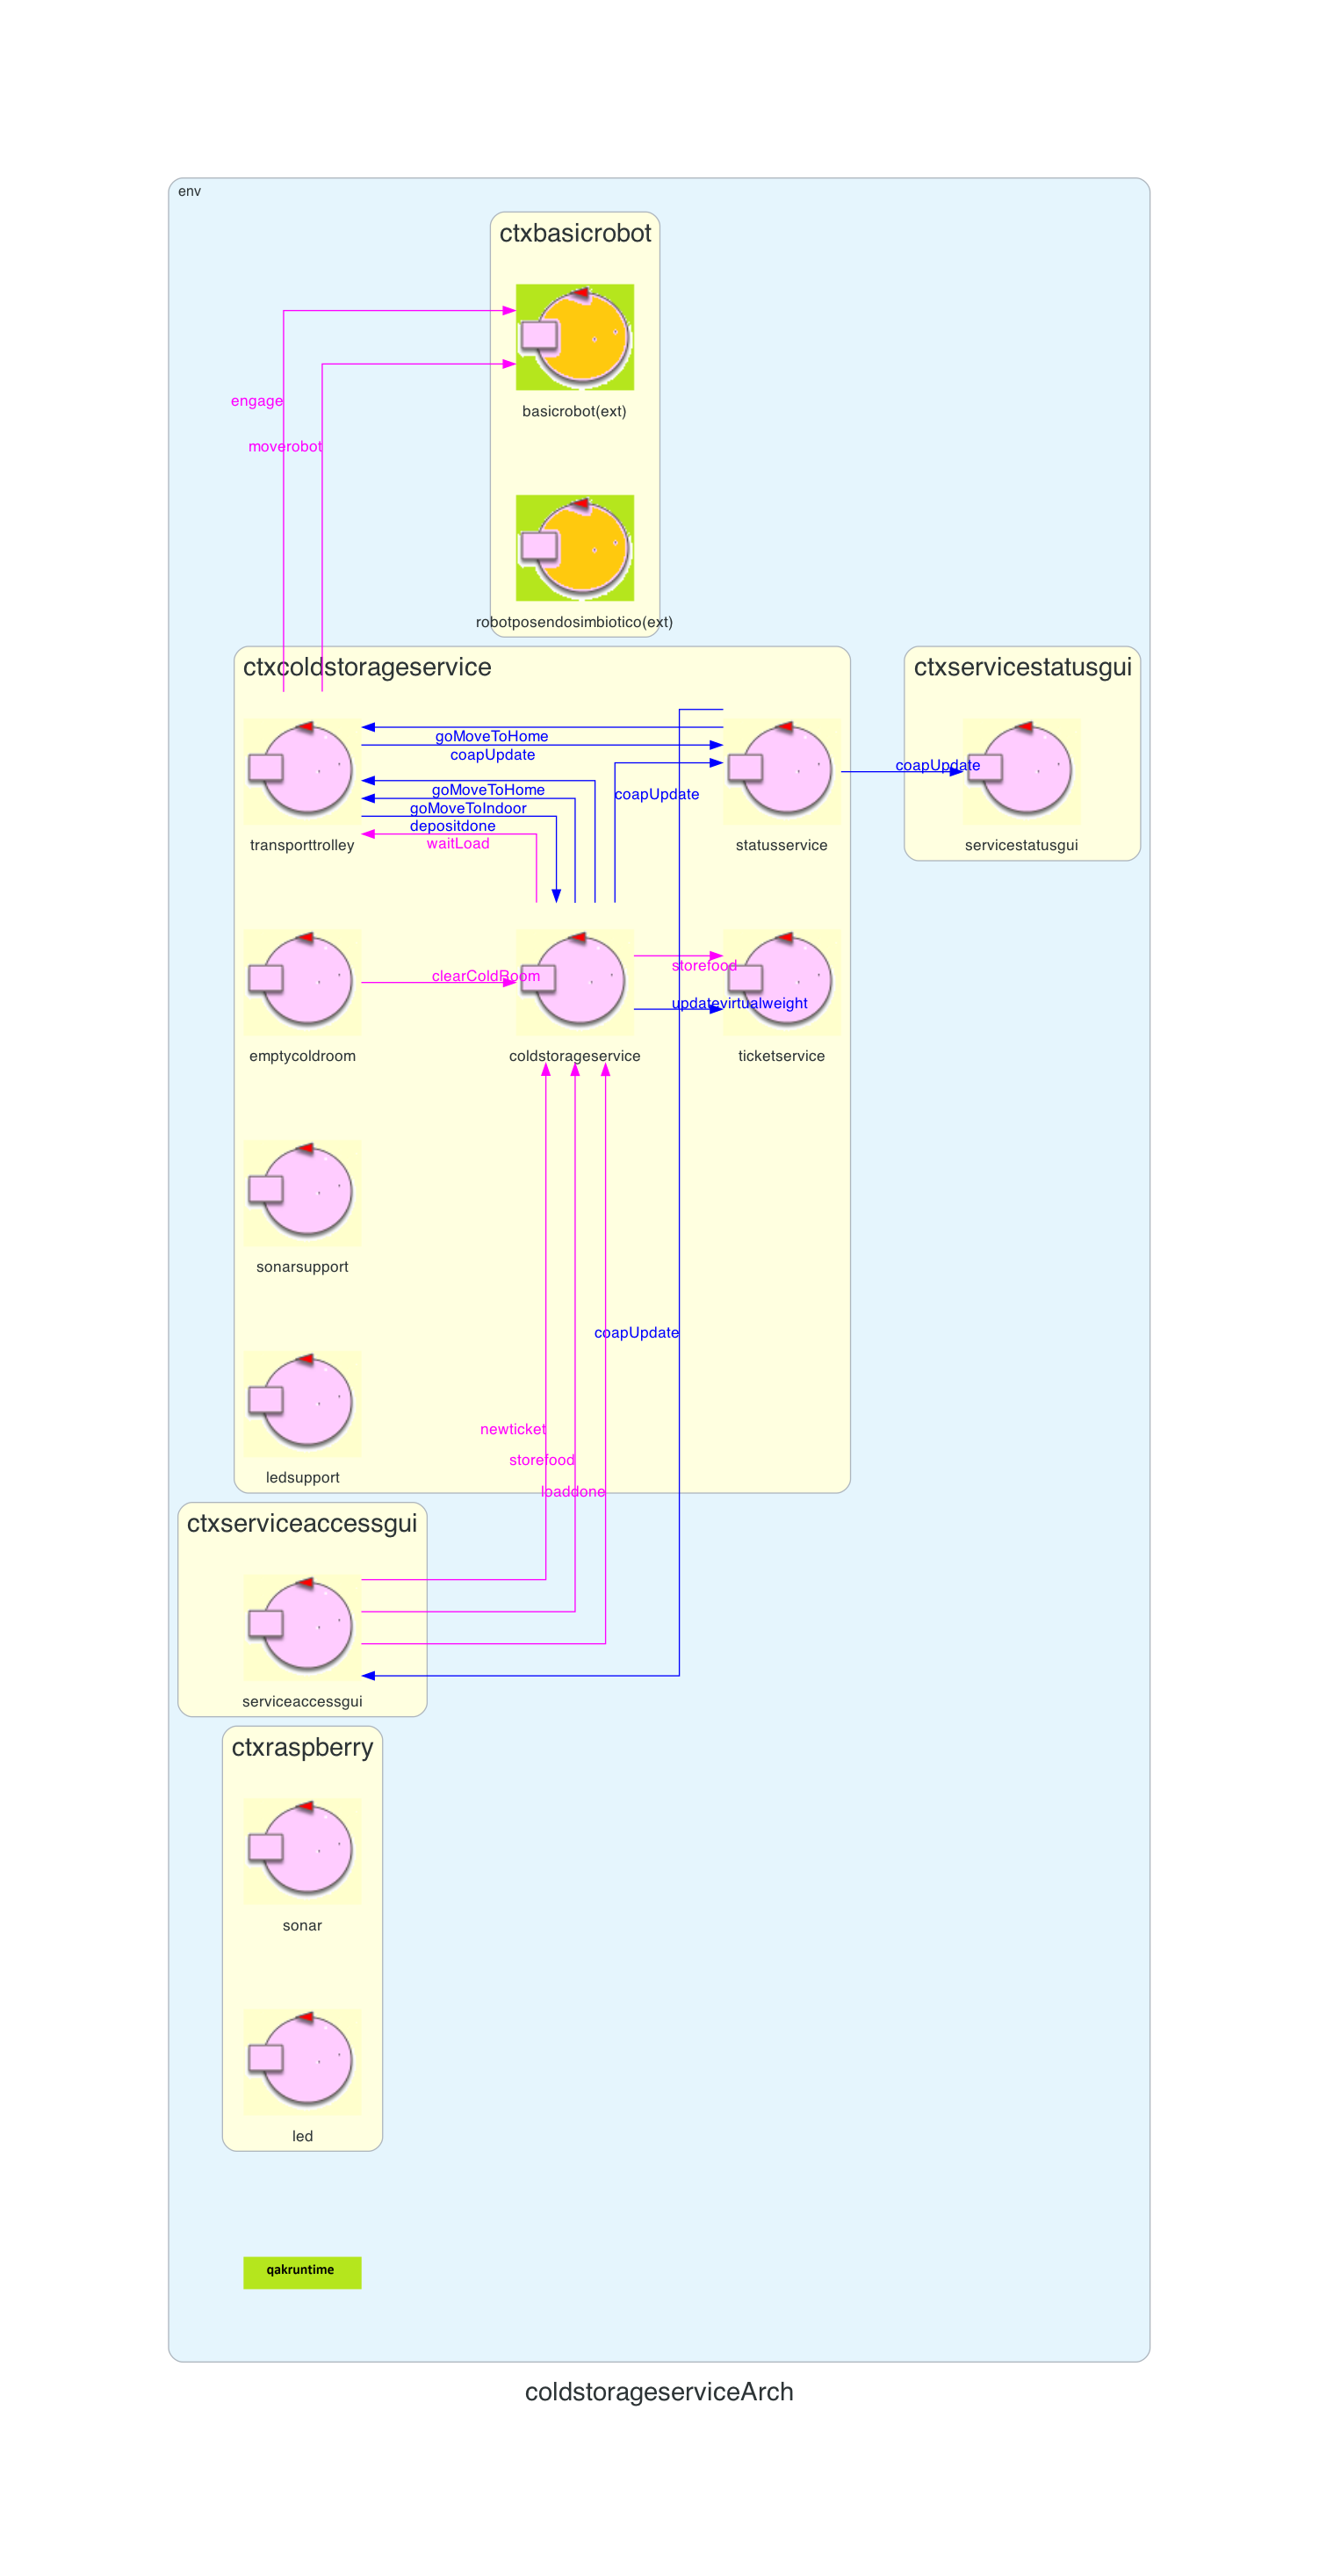 env
ctxbasicrobot
engage
basicrobot(ext)
moverobot
robotposendosimbiotico(ext)
ctxcoldstorageservice
ctxservicestatusgui
goMoveToHome
coapUpdate
coapUpdate
goMoveToHome
coapUpdate
goMoveToIndoor
depositdone
waitLoad
transporttrolley
statusservice
servicestatusgui
storefood
clearColdRoom
updatevirtualweight
emptycoldroom
coldstorageservice
ticketservice
sonarsupport
coapUpdate
newticket
storefood
ledsupport
loaddone
ctxserviceaccessgui
serviceaccessgui
ctxraspberry
sonar
led
qakruntime
coldstorageserviceArch